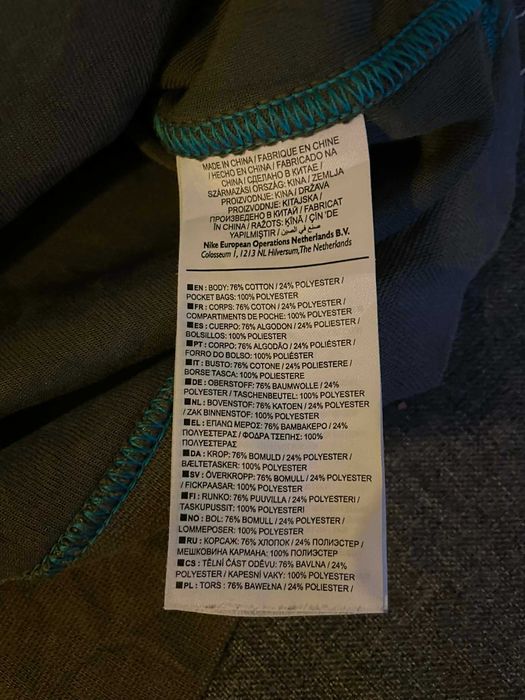 MADE IN CHINA / FABRIQUE EN CHINE
/ HECHO EN CHINA / FABRICADO NA
CHINA / СДЕЛАНО В КИТАЕ /
SZÁRMAZÁSI ORSZÁG: KÍNA / ZEMLJA
PROIZVODNJE: KINA / DRŽAVA
PROIZVODNJE: KITAJSKA /
ПРОИЗВЕДЕНО В КИТАЙ / FABRICAT
ÎN CHINA / RAŽOTS: ĶĪNĀ / ÇİN 'DE
YAPILMIŞTIR / صنع في الصين
Nike European Operations Netherlands B.V.
Colosseum 1, 1213 NL Hilversum, The Netherlands
■EN : BODY: 76% COTTON / 24% POLYESTER /
POCKET BAGS: 100% POLYESTER
■FR : CORPS: 76% COTON / 24% POLYESTER /
COMPARTIMENTS DE POCHE: 100% POLYESTER
■ES : CUERPO: 76% ALGODON / 24% POLIESTER /
BOLSILLOS: 100% POLIESTER
■PT : CORPO: 76% ALGODÃO / 24% POLIÉSTER /
FORRO DO BOLSO: 100% POLIÉSTER
■IT : BUSTO: 76% COTONE / 24% POLIESTERE /
BORSE TASCA: 100% POLIESTERE
■DE : OBERSTOFF: 76% BAUMWOLLE / 24%
POLYESTER / TASCHENBEUTEL: 100% POLYESTER
■NL : BOVENSTOF: 76% KATOEN / 24% POLYESTER
/ ZAK BINNENSTOF: 100% POLYESTER
■EL : ΕΠΑΝΩ ΜΕΡΟΣ: 76% ΒΑΜΒΑΚΕΡΟ / 24%
ΠΟΛΥΕΣΤΕΡΑΣ / ΦΟΔΡΑ ΤΣΕΠΗΣ: 100%
ΠΟΛΥΕΣΤΕΡΑΣ
■DA : KROP: 76% BOMULD / 24% POLYESTER /
BÆLTETASKER: 100% POLYESTER
■SV : ÖVERKROPP: 76% BOMULL / 24% POLYESTER
/ FICKPAASAR: 100% POLYESTER
■FI : RUNKO: 76% PUUVILLA / 24% POLYESTERI /
TASKUPUSSIT: 100% POLYESTERI
■NO : BOL: 76% BOMULL / 24% POLYESTER /
LOMMEPOSER: 100% POLYESTER
■RU : КОРСАЖ: 76% ХЛОПОК / 24% ПОЛИЭСТЕР /
МЕШКОВИНА КАРМАНА: 100% ПОЛИЭСТЕР
■CS : TĚLNÍ ČÁST ODĚVU: 76% BAVLNA / 24%
POLYESTER / KAPESNÍ VAKY: 100% POLYESTER
■PL : TORS : 76% BAWEŁNA / 24% POLIESTER /